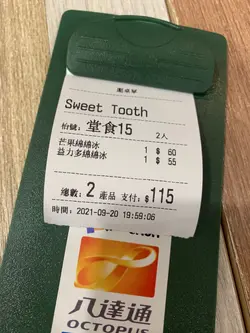 Sweet Tooth
堂食15 2人
芒果綿綿冰 1 $ 60
益力多綿綿冰 1 $ 55
總數: 2 產品 支付: $115
時間: 2021-09-20 19:59:06
八達通
OCTOPUS